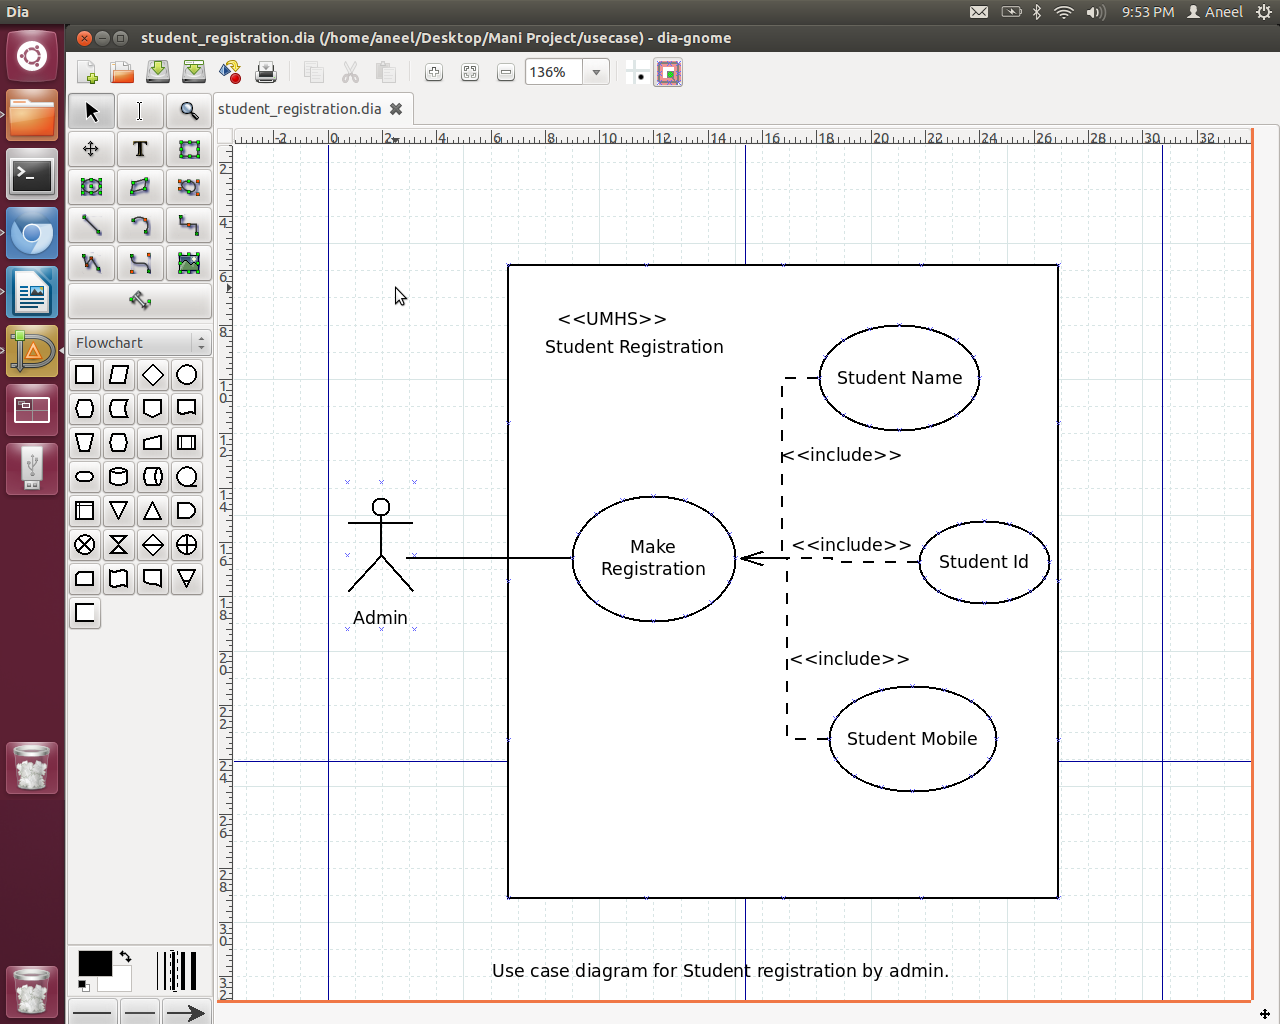 Dia
9:53 PM
Aneel
student_registration.dia (/home/aneel/Desktop/Mani Project/usecase) - dia-gnome
136%
student_registration.dia
-2 0 2 4 6 8 10 12 14 16 18 20 22 24 26 28 30 32
2
4
6
8
10
12
14
16
18
20
22
24
26
28
30
32
T
Flowchart
<<UMHS>>
Student Registration
Student Name
<<include>>
Make
Registration
<<include>>
Student Id
Admin
<<include>>
Student Mobile
Use case diagram for Student registration by admin.